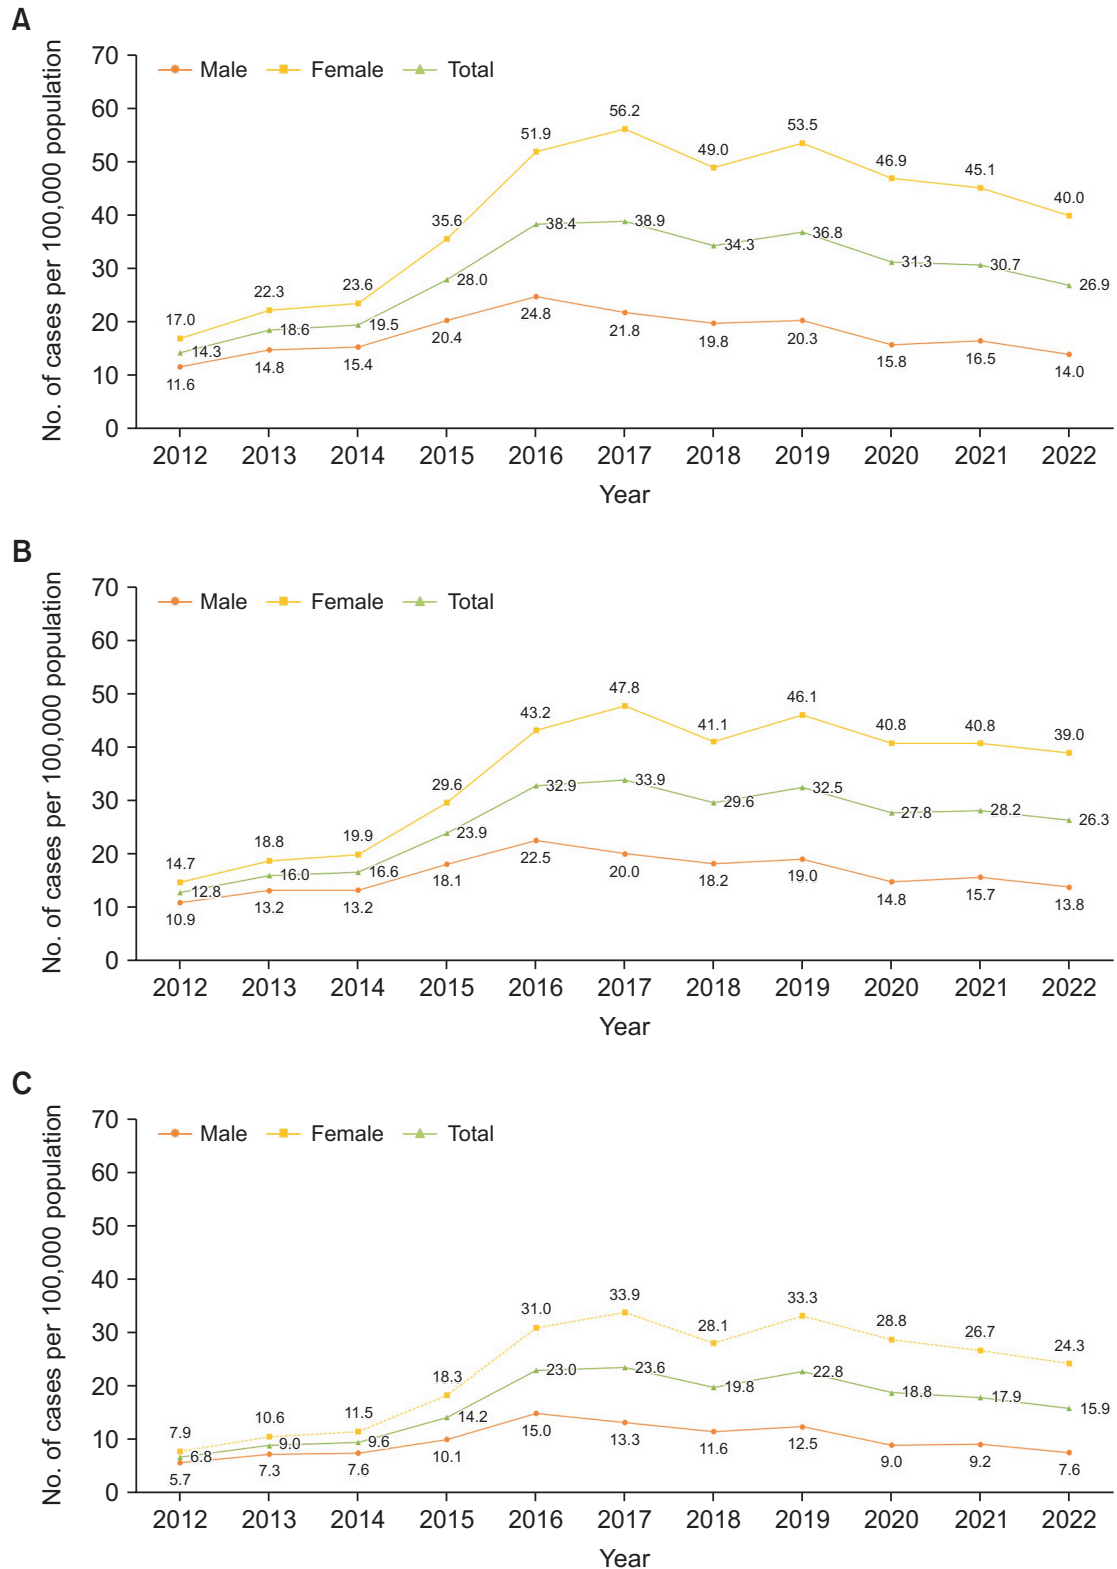 A
No. of cases per 100,000 population
Male Female Total
70
60
50
40
30
20
10
0
17.0 22.3 23.6 35.6 51.9 56.2 49.0 53.5 46.9 45.1 40.0
14.3 18.6 19.5 28.0 38.4 38.9 34.3 36.8 31.3 30.7 26.9
11.6 14.8 15.4 20.4 24.8 21.8 19.8 20.3 15.8 16.5 14.0
2012 2013 2014 2015 2016 2017 2018 2019 2020 2021 2022
Year
B
No. of cases per 100,000 population
Male Female Total
70
60
50
40
30
20
10
0
14.7 18.8 19.9 29.6 43.2 47.8 41.1 46.1 40.8 40.8 39.0
12.8 16.0 16.6 23.9 32.9 33.9 29.6 32.5 27.8 28.2 26.3
10.9 13.2 13.2 18.1 22.5 20.0 18.2 19.0 14.8 15.7 13.8
2012 2013 2014 2015 2016 2017 2018 2019 2020 2021 2022
Year
C
No. of cases per 100,000 population
Male Female Total
70
60
50
40
30
20
10
0
7.9 10.6 11.5 18.3 31.0 33.9 28.1 33.3 28.8 26.7 24.3
6.8 9.0 9.6 14.2 23.0 23.6 19.8 22.8 18.8 17.9 15.9
5.7 7.3 7.6 10.1 15.0 13.3 11.6 12.5 9.0 9.2 7.6
2012 2013 2014 2015 2016 2017 2018 2019 2020 2021 2022
Year